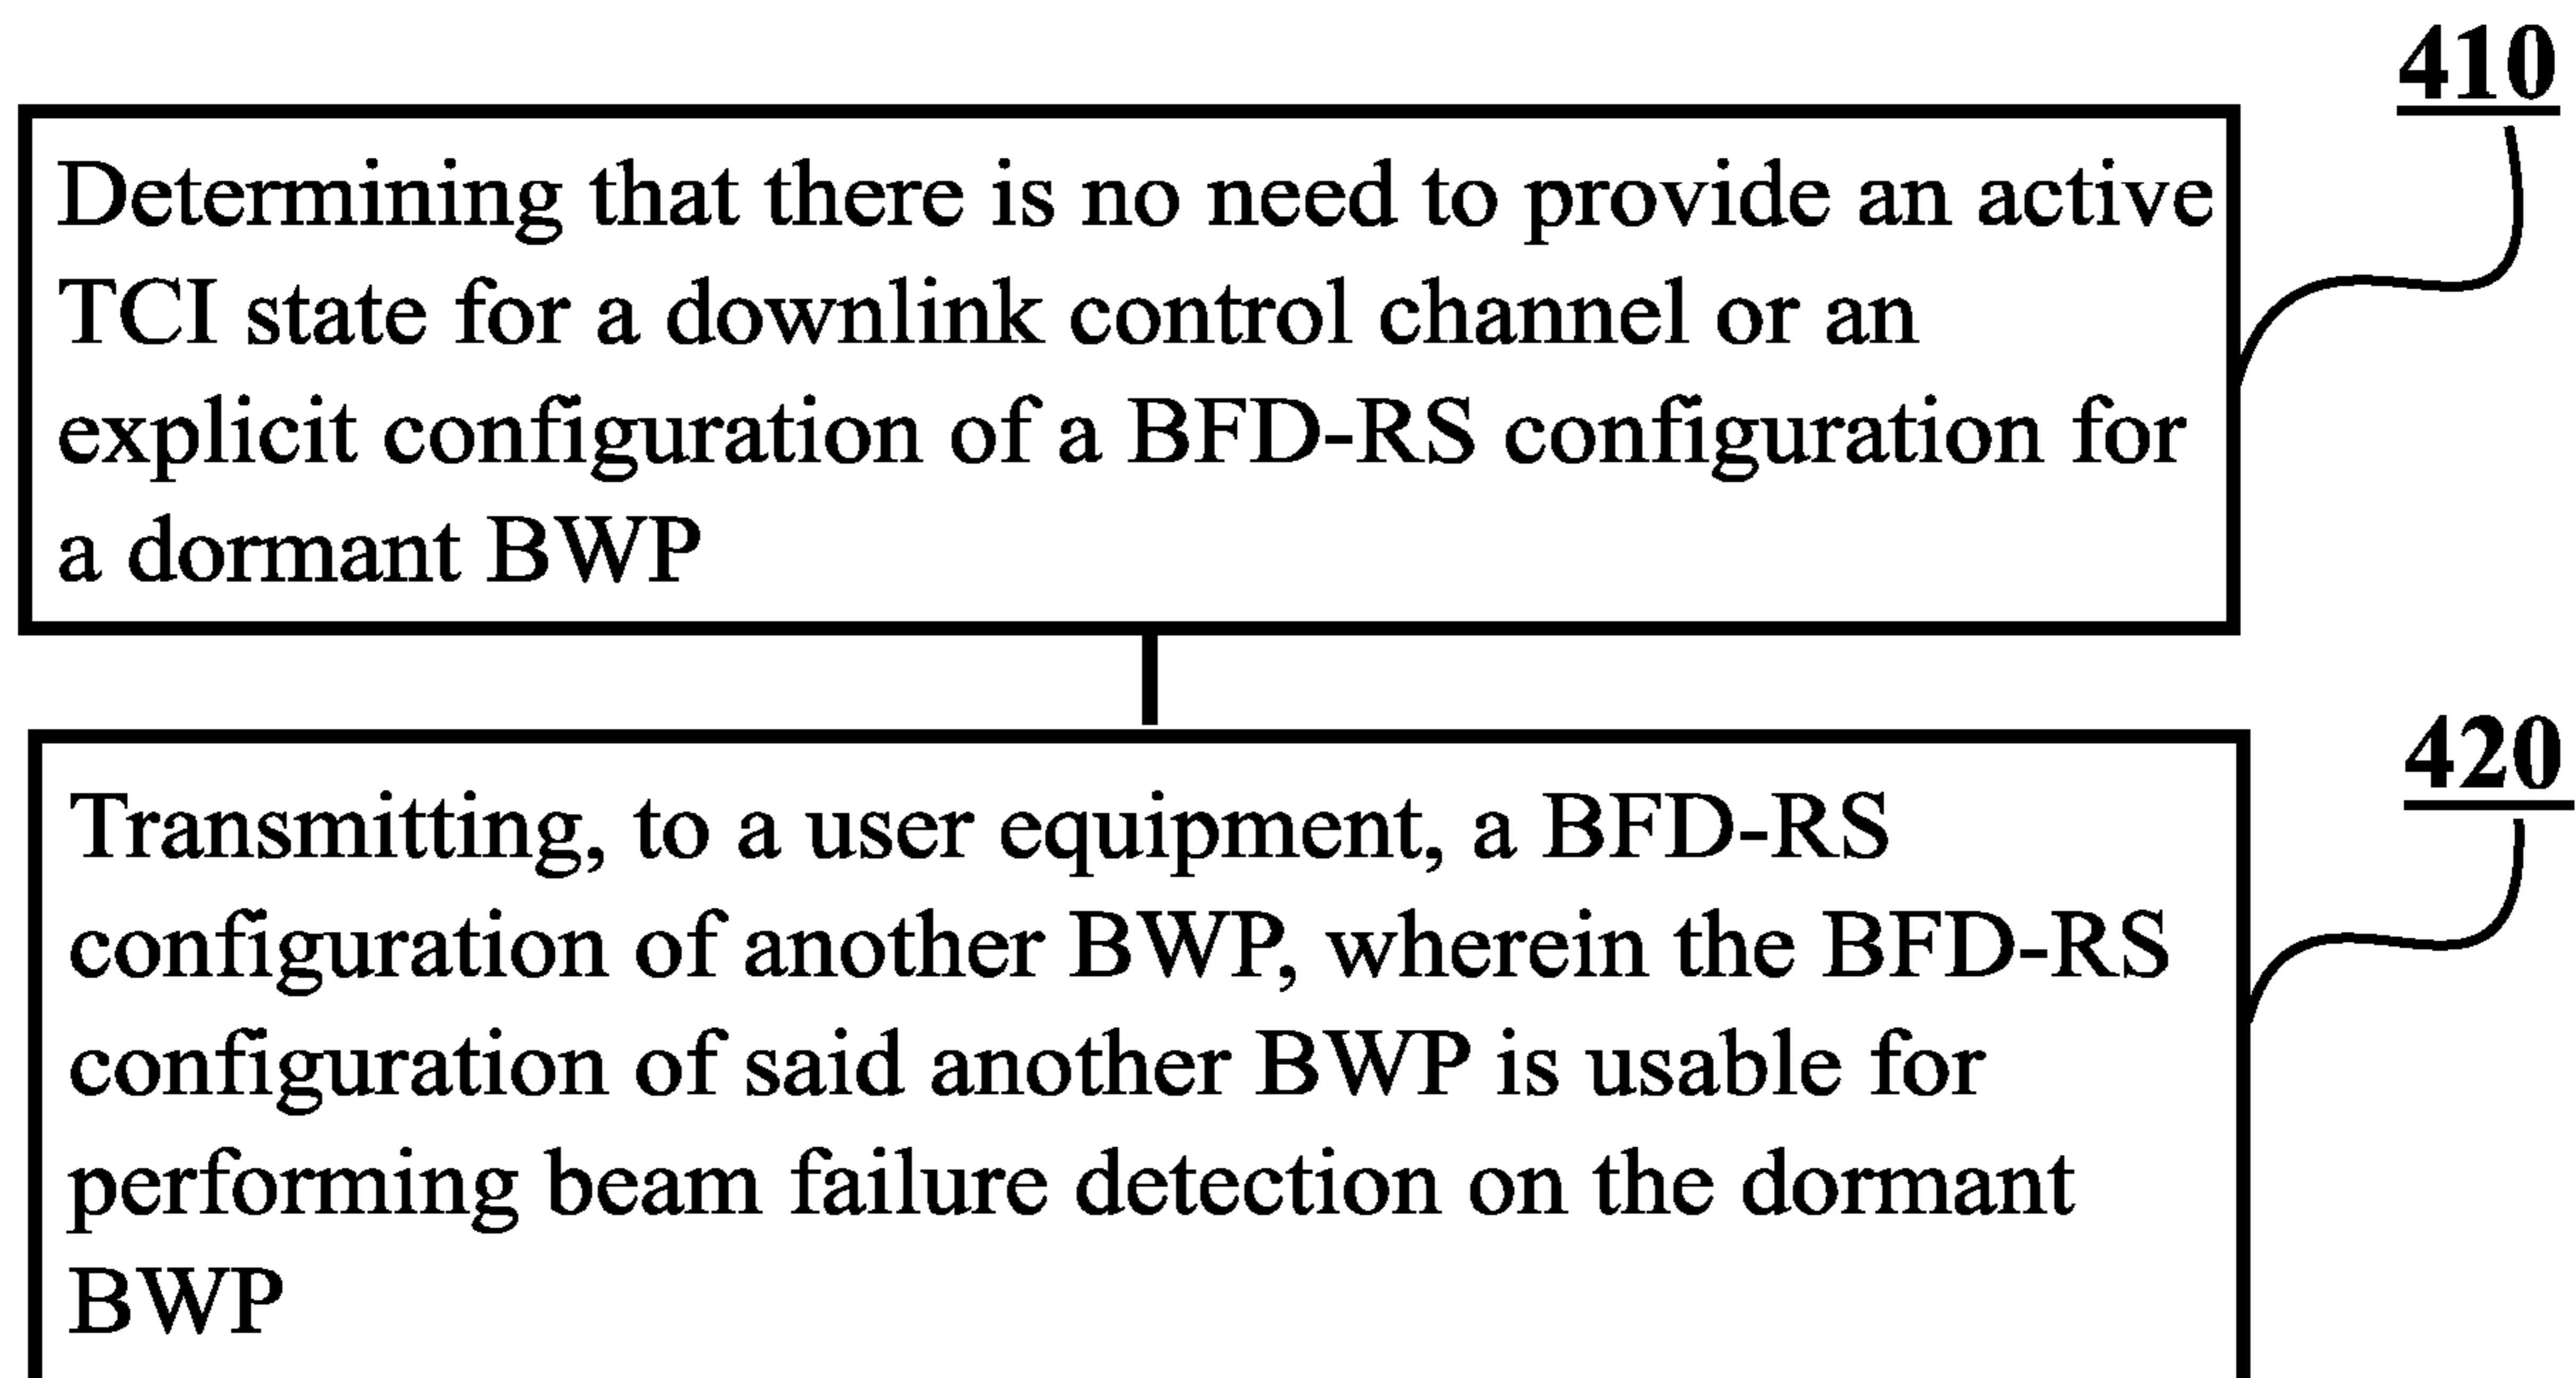 410
Determining that there is no need to provide an active
TCI state for a downlink control channel or an
explicit configuration of a BFD-RS configuration for
a dormant BWP
420
Transmitting, to a user equipment, a BFD-RS
configuration of another BWP, wherein the BFD-RS
configuration of said another BWP is usable for
performing beam failure detection on the dormant
BWP